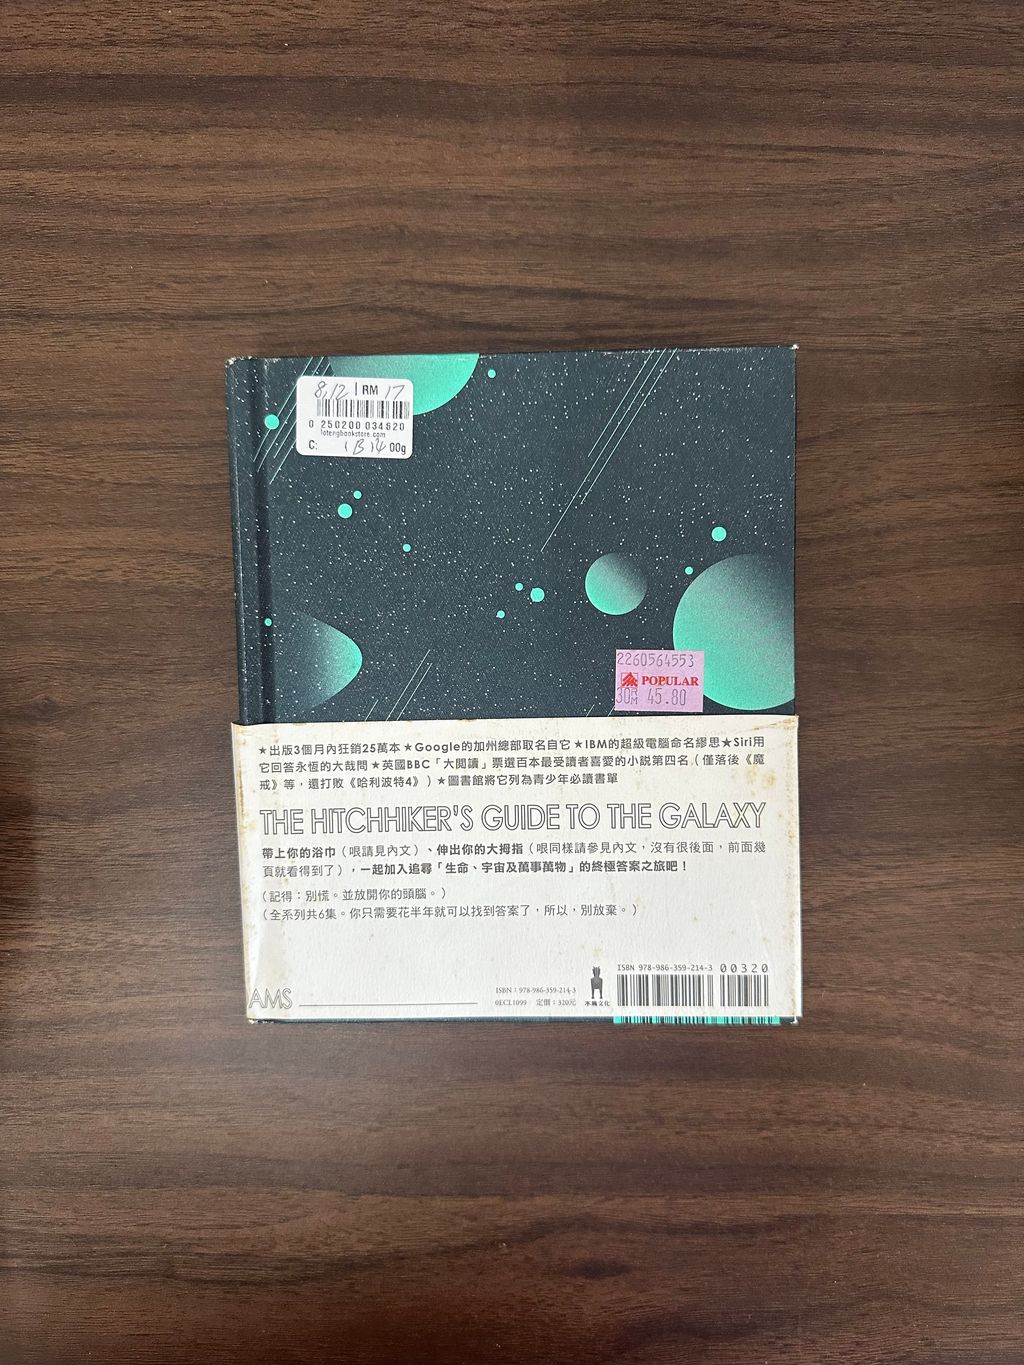 8,12 | RM 17
0 250200 034620
lotengbookstore.com
C: 1B14 00g
2260564553
POPULAR
30 RM 45.80
★出版3個月內狂銷25萬本 ★Google的加州總部取名自它 ★IBM的超級電腦命名繆思★Siri用
它回答永恆的大哉問 ★英國BBC「大閱讀」票選百本最受讀者喜愛的小說第四名（僅落後《魔
戒》等，還打敗《哈利波特4》）★圖書館將它列為青少年必讀書單
THE HITCHHIKER'S GUIDE TO THE GALAXY
帶上你的浴巾（哏請見內文）、伸出你的大拇指（哏同樣請參見內文，沒有很後面，前面幾
頁就看得到了），一起加入追尋「生命、宇宙及萬事萬物」的終極答案之旅吧！
（記得：別慌。並放開你的頭腦。）
（全系列共6集。你只需要花半年就可以找到答案了，所以，別放棄。）
AMS
ISBN：978-986-359-214-3
0ECL1099 定價：320元
木馬文化
ISBN 978-986-359-214-3 00320